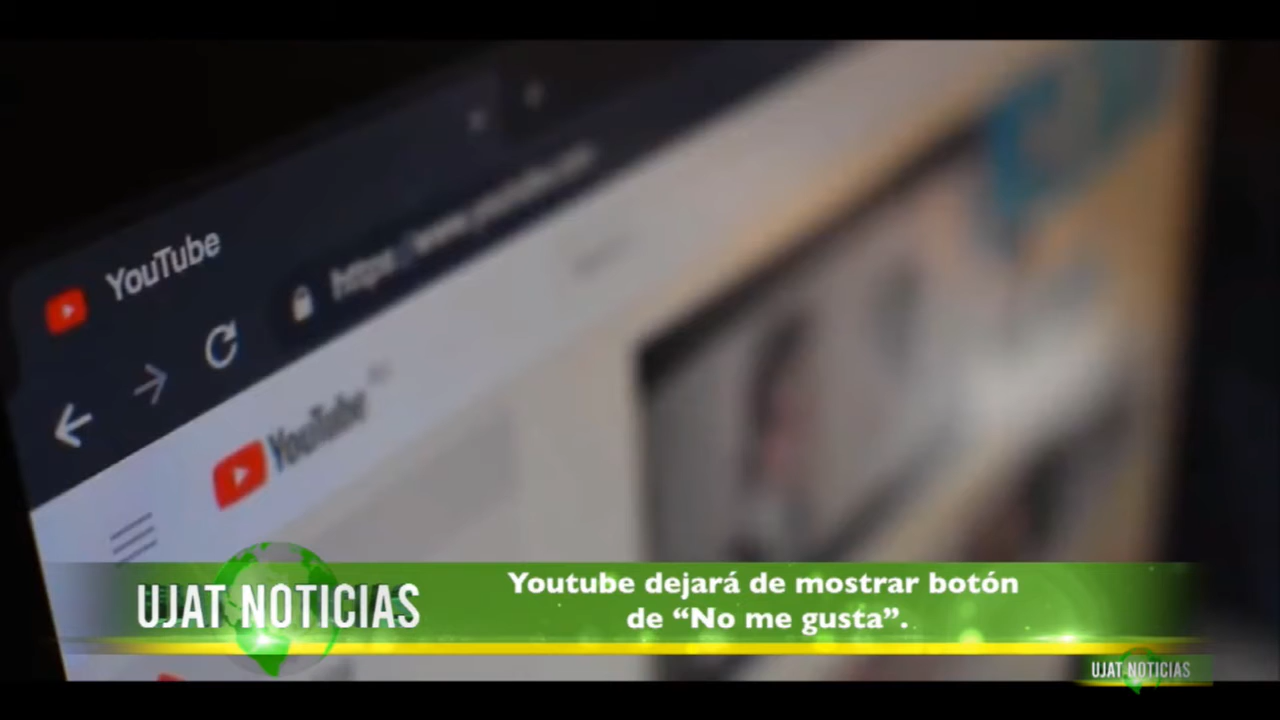 YouTube
https://www.youtube.com
YouTube
UJAT NOTICIAS
Youtube dejará de mostrar botón
de “No me gusta”.
UJAT NOTICIAS